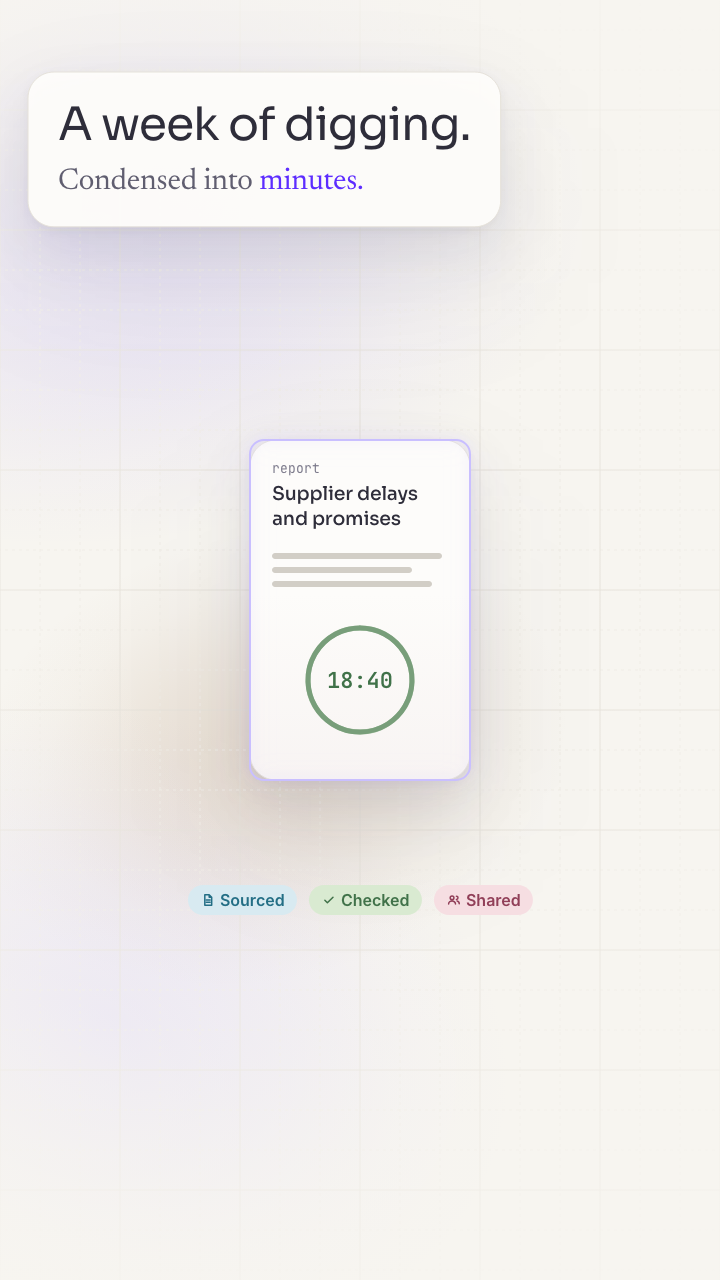 A week of digging.
Condensed into minutes.
report
Supplier delays
and promises
18:40
Sourced
Checked
Shared